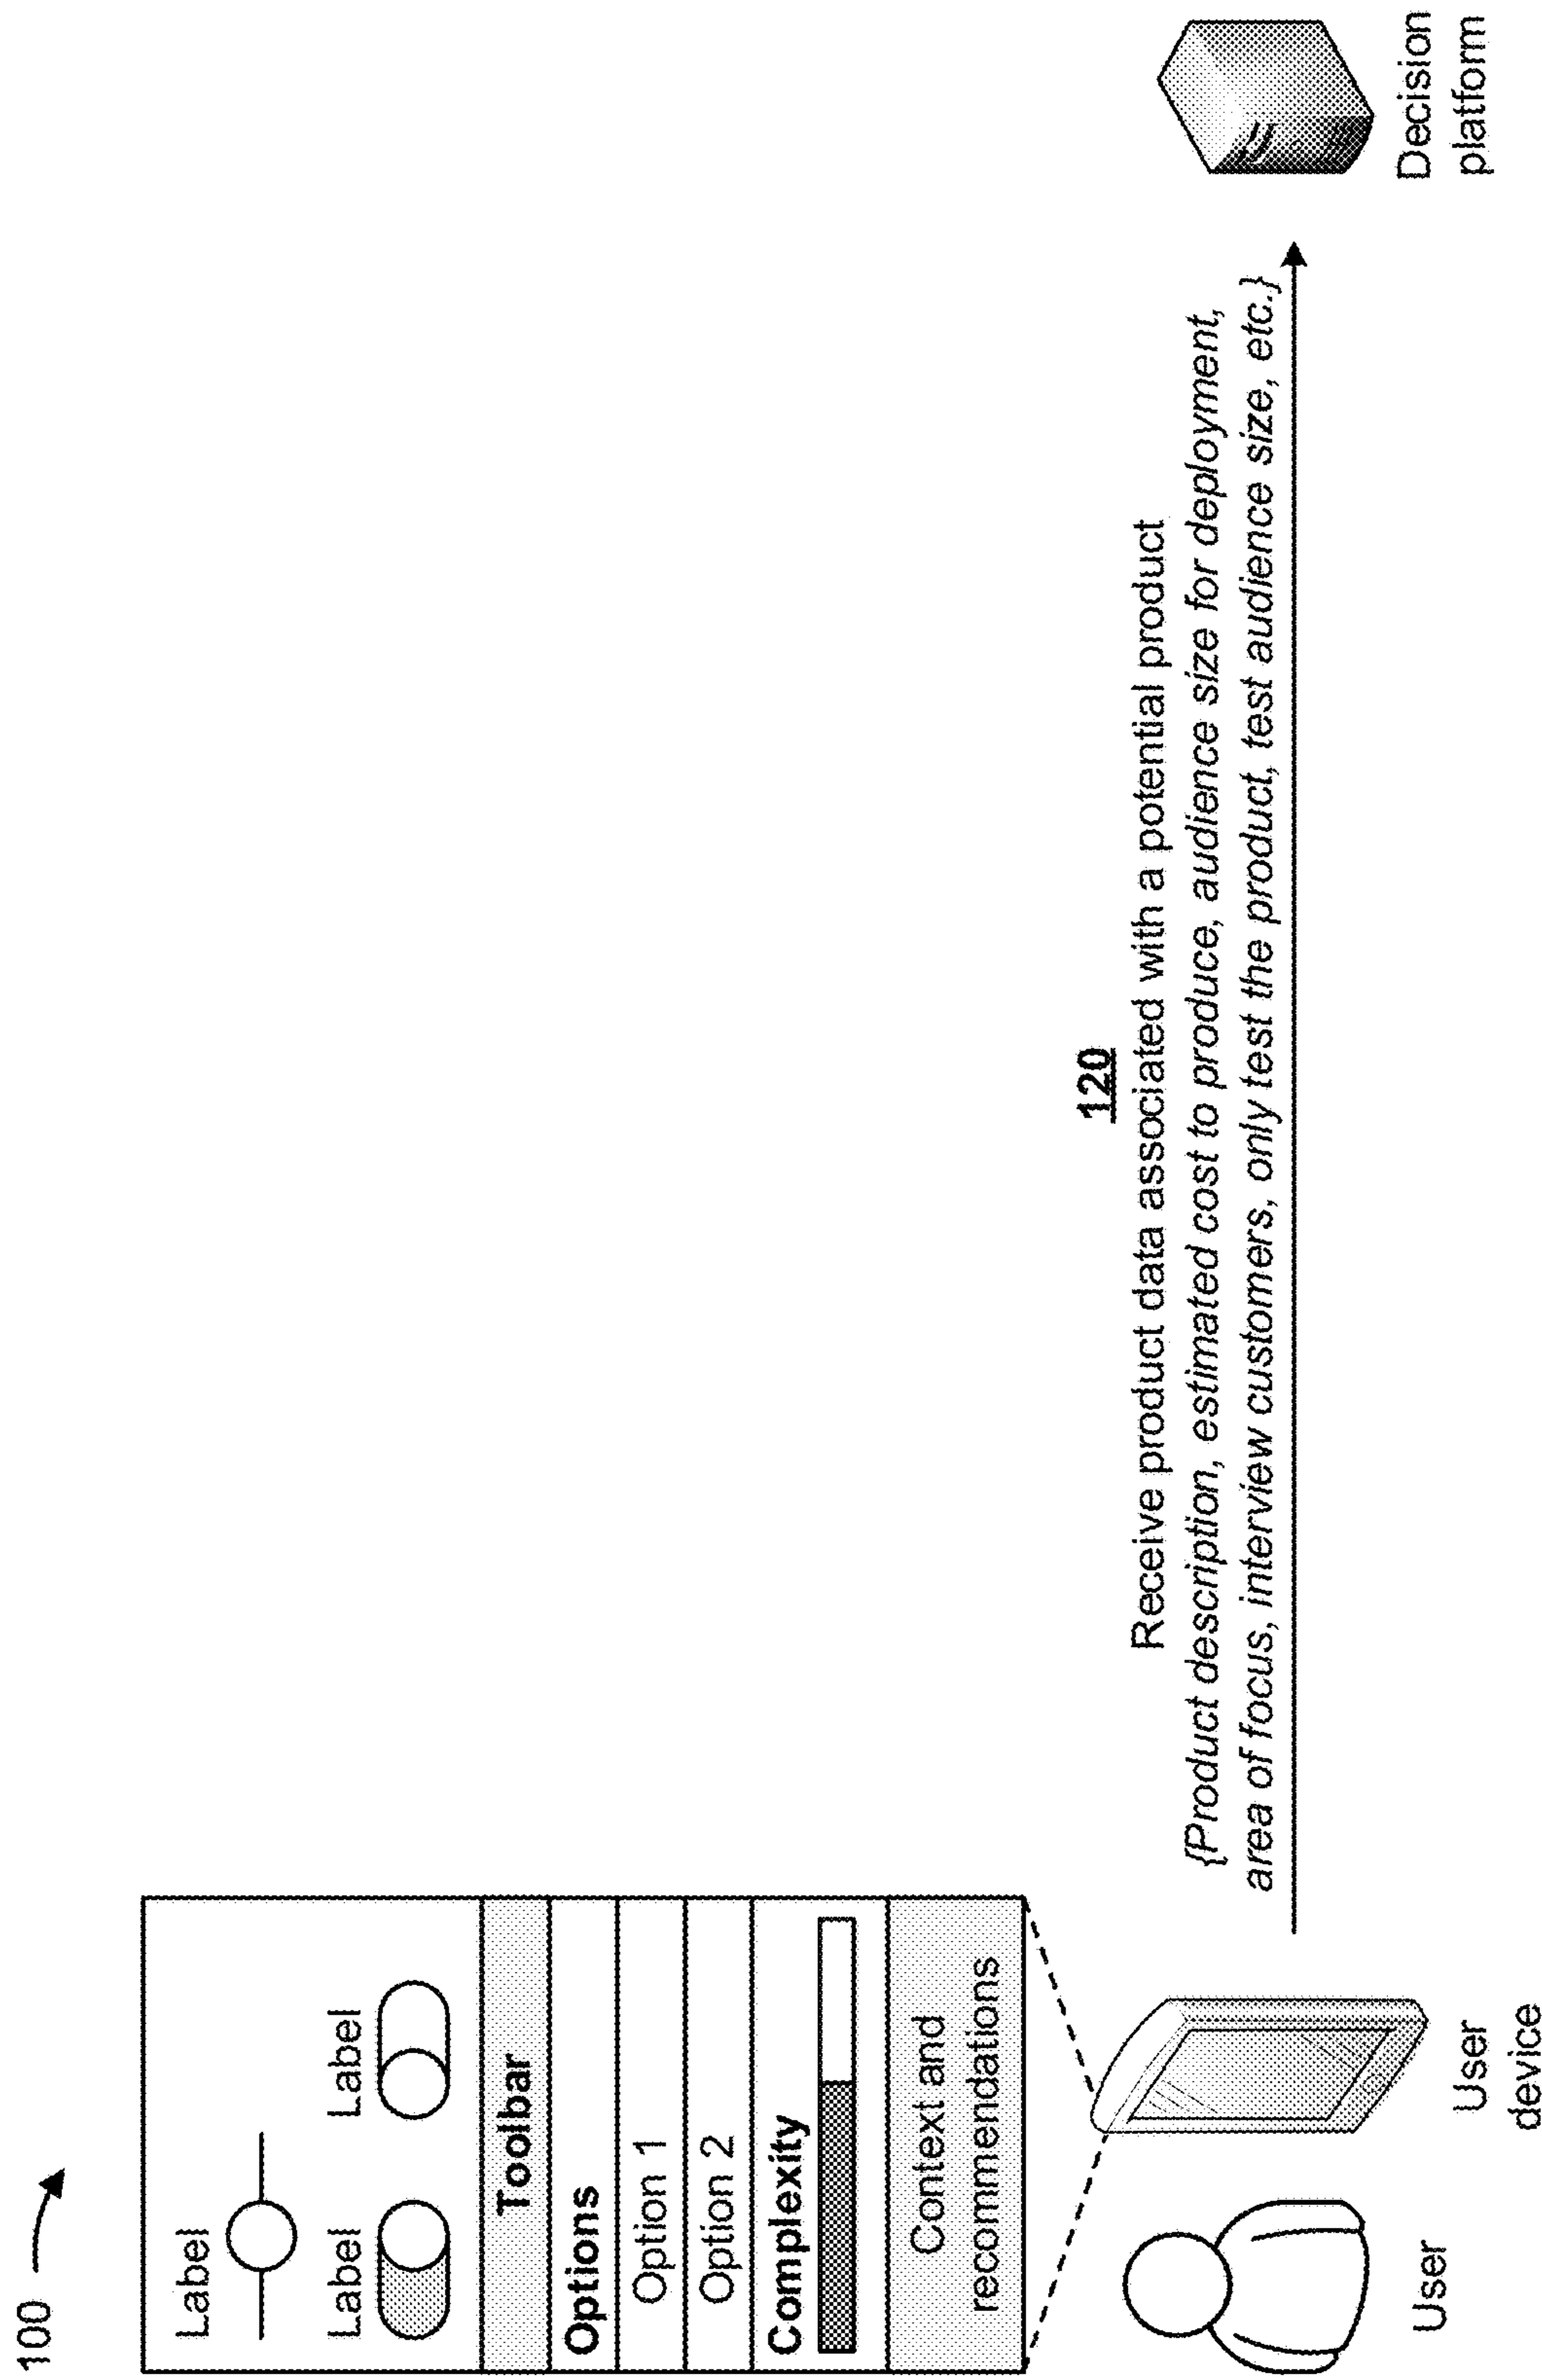 100
Label
Label
Label
Toolbar
Options
Option 1
Option 2
Complexity
Context and
recommendations
User
User
device
120
Receive product data associated with a potential product
{Product description, estimated cost to produce, audience size for deployment,
area of focus, interview customers, only test the product, test audience size, etc.}
Decision
platform